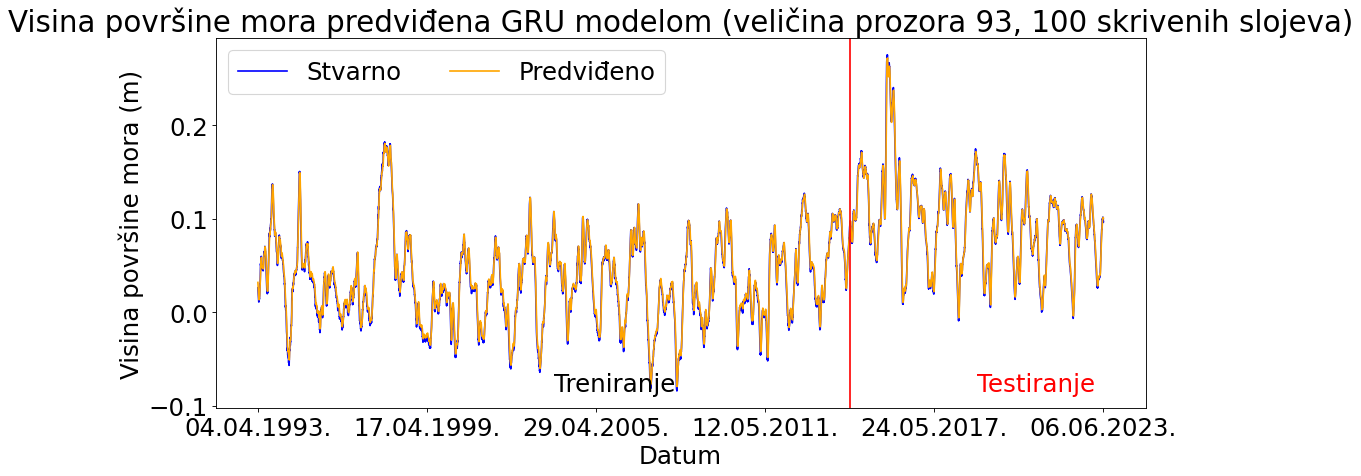 Visina površine mora predviđena GRU modelom (veličina prozora 93, 100 skrivenih slojeva)
Stvarno
Predviđeno
Visina površine mora (m)
0.2
0.1
0.0
−0.1
Treniranje
Testiranje
04.04.1993.
17.04.1999.
29.04.2005.
12.05.2011.
24.05.2017.
06.06.2023.
Datum